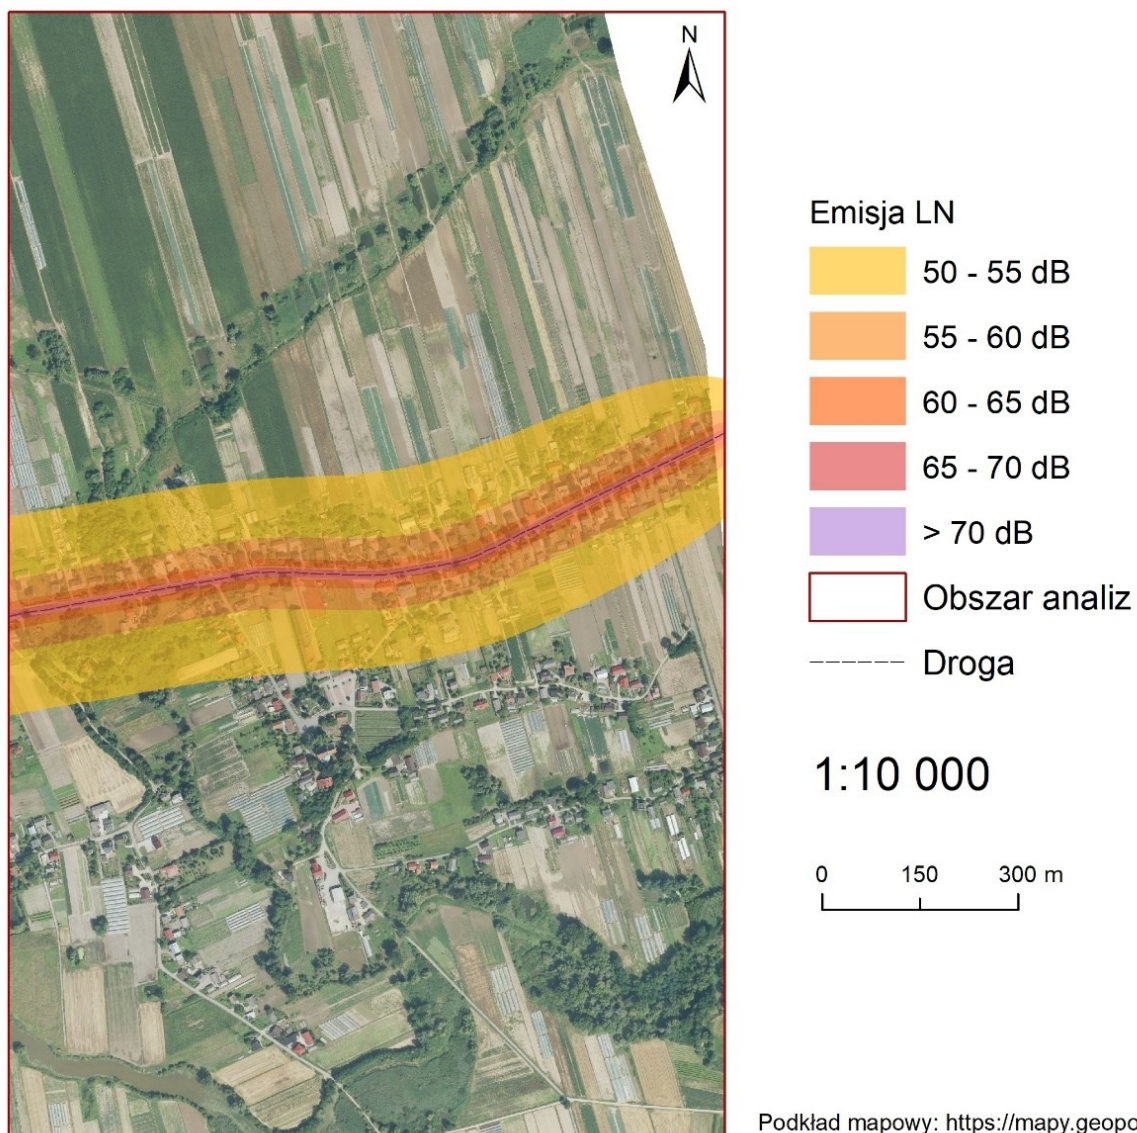 N
Emisja LN
50 - 55 dB
55 - 60 dB
60 - 65 dB
65 - 70 dB
> 70 dB
Obszar analiz
Droga
1:10 000
0 150 300 m
Podkład mapowy: https://mapy.geopo